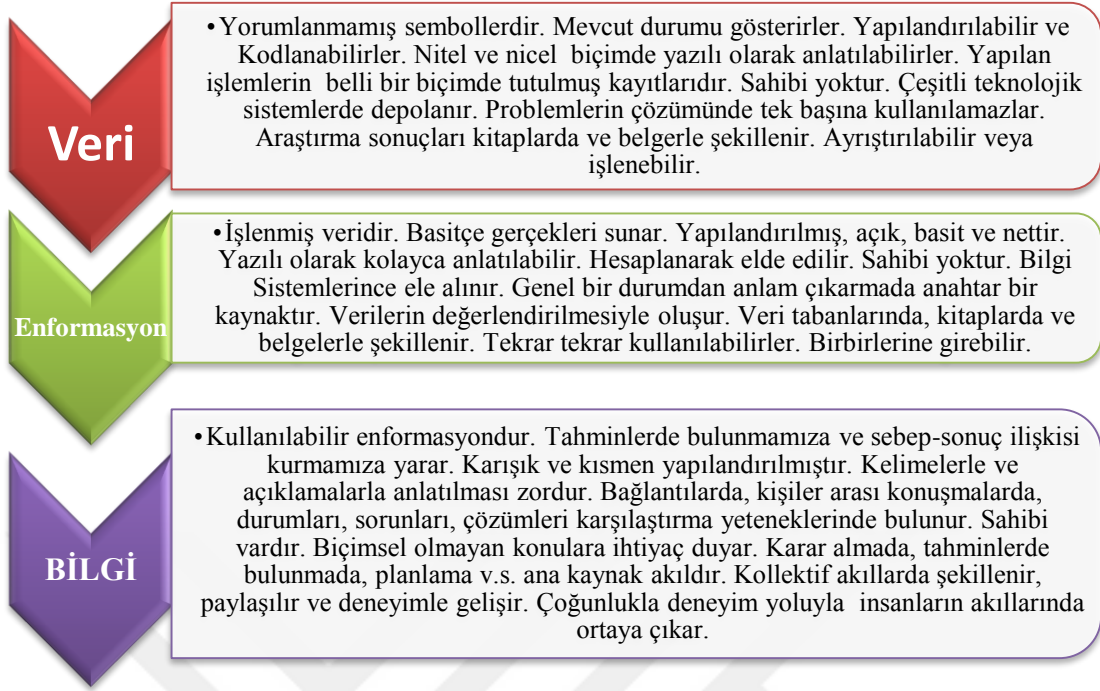 Veri
•Yorumlanmamış sembollerdir. Mevcut durumu gösterirler. Yapılandırılabilir ve
Kodlanabilirler. Nitel ve nicel biçimde yazılı olarak anlatılabilirler. Yapılan
işlemlerin belli bir biçimde tutulmuş kayıtlarıdır. Sahibi yoktur. Çeşitli teknolojik
sistemlerde depolanır. Problemlerin çözümünde tek başına kullanılamazlar.
Araştırma sonuçları kitaplarda ve belgerle şekillenir. Ayrıştırılabilir veya
işlenebilir.
Enformasyon
•İşlenmiş veridir. Basitçe gerçekleri sunar. Yapılandırılmış, açık, basit ve nettir.
Yazılı olarak kolayca anlatılabilir. Hesaplanarak elde edilir. Sahibi yoktur. Bilgi
Sistemlerince ele alınır. Genel bir durumdan anlam çıkarmada anahtar bir
kaynaktır. Verilerin değerlendirilmesiyle oluşur. Veri tabanlarında, kitaplarda ve
belgelerle şekillenir. Tekrar tekrar kullanılabilirler. Birbirlerine girebilir.
BİLGİ
•Kullanılabilir enformasyondur. Tahminlerde bulunmamıza ve sebep-sonuç ilişkisi
kurmamıza yarar. Karışık ve kısmen yapılandırılmıştır. Kelimelerle ve
açıklamalarla anlatılması zordur. Bağlantılarda, kişiler arası konuşmalarda,
durumları, sorunları, çözümleri karşılaştırma yeteneklerinde bulunur. Sahibi
vardır. Biçimsel olmayan konulara ihtiyaç duyar. Karar almada, tahminlerde
bulunmada, planlama v.s. ana kaynak akıldır. Kollektif akıllarda şekillenir,
paylaşılır ve deneyimle gelişir. Çoğunlukla deneyim yoluyla insanların akıllarında
ortaya çıkar.